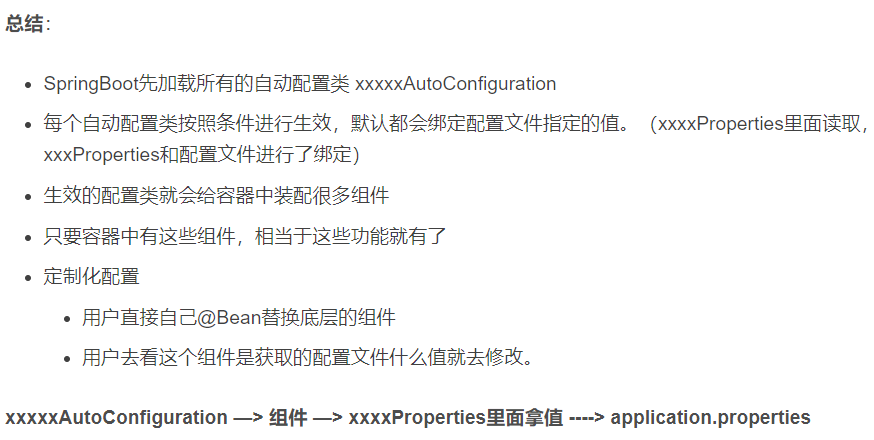 总结：
SpringBoot先加载所有的自动配置类 xxxxxAutoConfiguration
每个自动配置类按照条件进行生效，默认都会绑定配置文件指定的值。（xxxxProperties里面读取，
xxxProperties和配置文件进行了绑定）
生效的配置类就会给容器中装配很多组件
只要容器中有这些组件，相当于这些功能就有了
定制化配置
用户直接自己@Bean替换底层的组件
用户去看这个组件是获取的配置文件什么值就去修改。
xxxxxAutoConfiguration —> 组件 —> xxxxProperties里面拿值 ----> application.properties